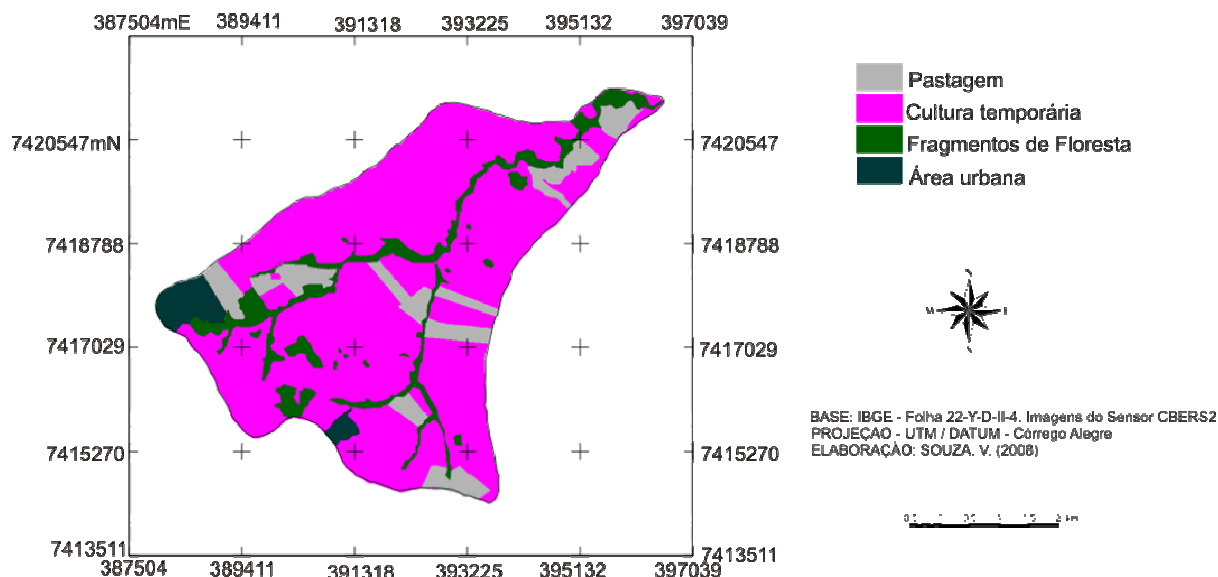 387504mE 389411 391318 393225 395132 397039
7420547mN
7418788
7417029
7415270
7413511
7420547
7418788
7417029
7415270
7413511
387504 389411 391318 393225 395132 397039
Pastagem
Cultura temporária
Fragmentos de Floresta
Área urbana
BASE: IBGE - Folha 22-Y-D-II-4. Imagens do Sensor CBERS2
PROJEÇÃO - UTM / DATUM - Córrego Alegre
ELABORAÇÃO: SOUZA. V. (2008)